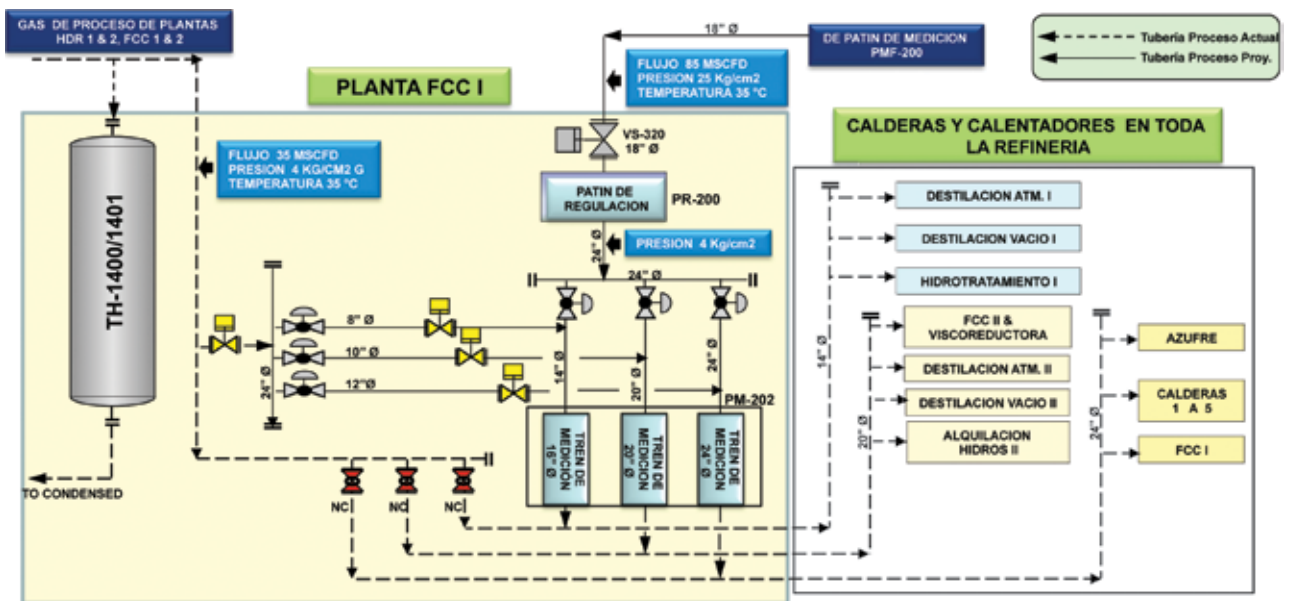 GAS DE PROCESO DE PLANTAS
HDR 1 & 2, FCC 1 & 2
18" Ø
DE PATIN DE MEDICION
PMF-200
Tubería Proceso Actual
Tubería Proceso Proy.
PLANTA FCC I
FLUJO 85 MSCFD
PRESION 25 Kg/cm2
TEMPERATURA 35 °C
CALDERAS Y CALENTADORES EN TODA
LA REFINERIA
VS-320
18" Ø
FLUJO 35 MSCFD
PRESION 4 KG/CM2 G
TEMPERATURA 35 °C
PATIN DE
REGULACION
PR-200
TH-1400/1401
24" Ø
PRESION 4 Kg/cm2
24" Ø
DESTILACION ATM. I
DESTILACION VACIO I
HIDROTRATAMIENTO I
14" Ø
FCC II &
VISCOREDUCTORA
DESTILACION ATM. II
DESTILACION VACIO II
ALQUILACION
HIDROS II
20" Ø
AZUFRE
CALDERAS
1 A 5
FCC I
24" Ø
8" Ø
10" Ø
12"Ø
24" Ø
14" Ø
20" Ø
24" Ø
PM-202
TREN DE
MEDICIÓN
16" Ø
TREN DE
MEDICION
20" Ø
TREN DE
MEDICION
24" Ø
TO CONDENSED
NC
NC
NC